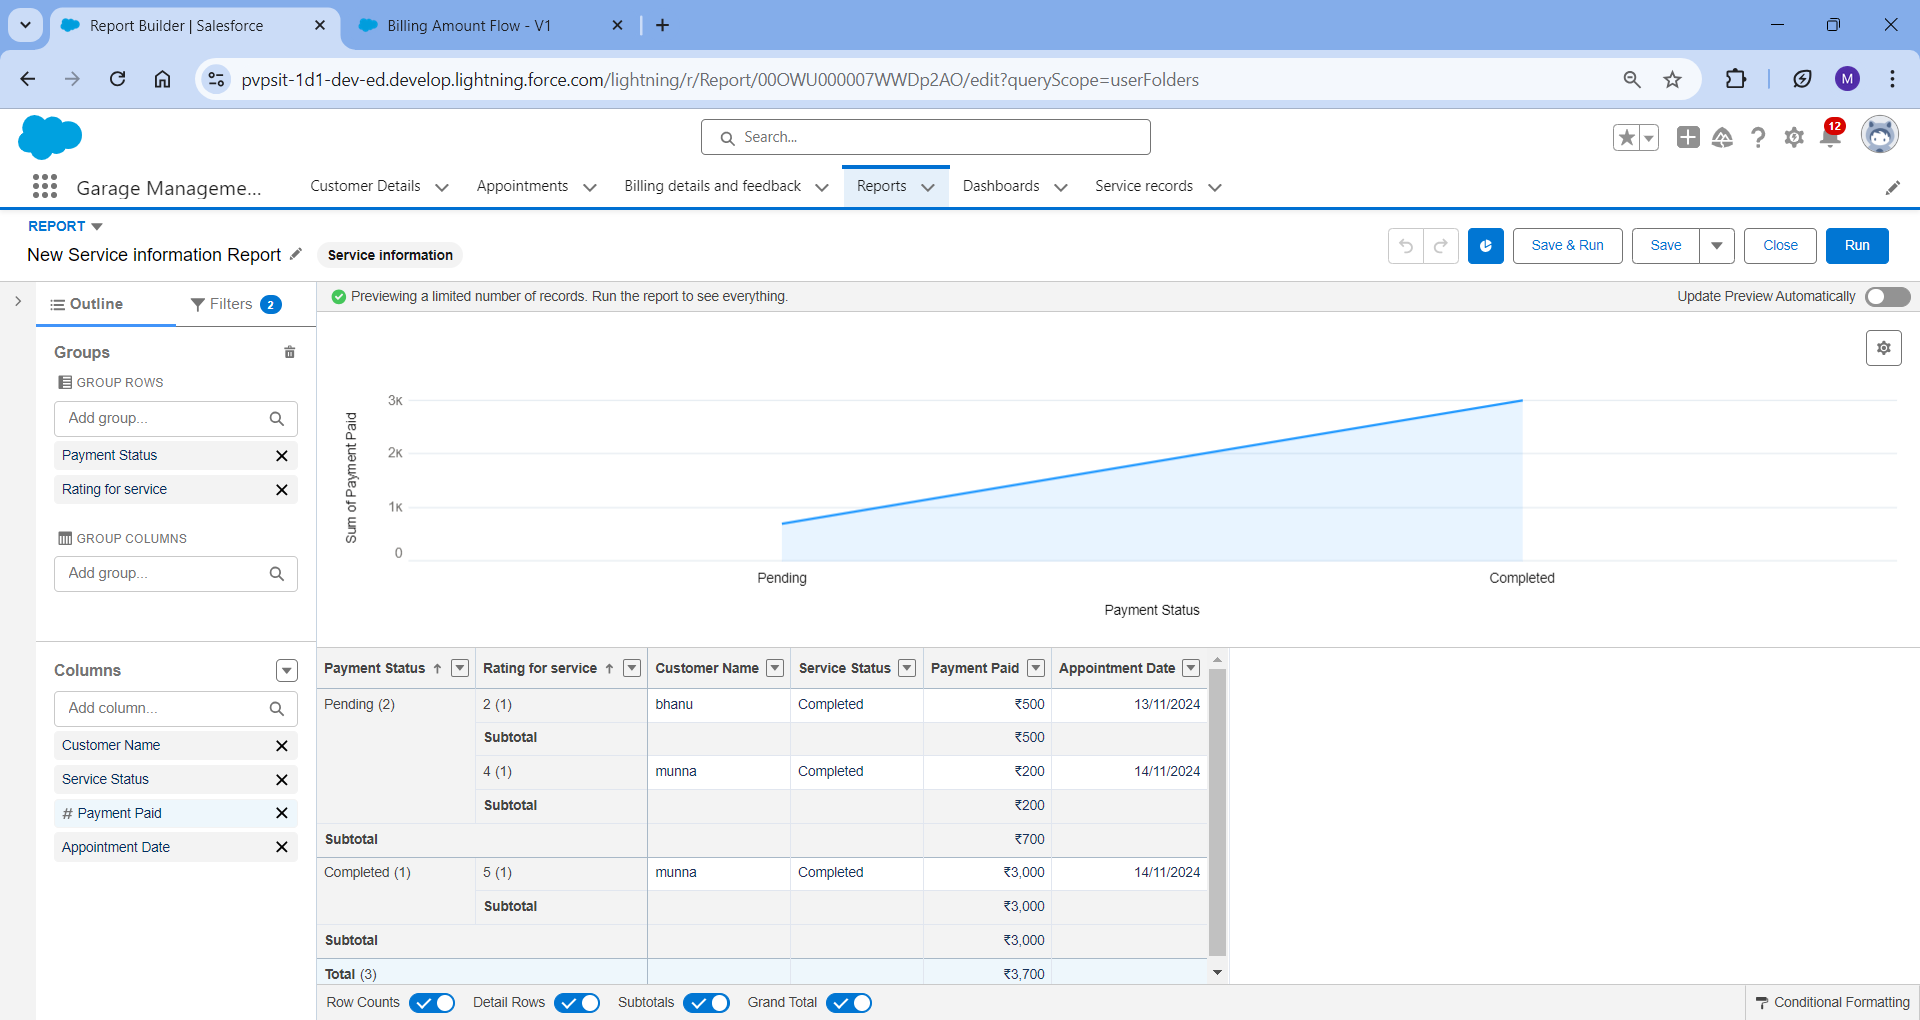 Report Builder | Salesforce
Billing Amount Flow - V1
pvpsit-1d1-dev-ed.develop.lightning.force.com/lightning/r/Report/00OWU000007WWDp2AO/edit?queryScope=userFolders
M
Search...
12
Garage Manageme...
Customer Details
Appointments
Billing details and feedback
Reports
Dashboards
Service records
REPORT
New Service information Report
Service information
Save & Run
Save
Close
Run
Outline
Filters 2
Previewing a limited number of records. Run the report to see everything.
Update Preview Automatically
Groups
GROUP ROWS
Add group...
Payment Status
Rating for service
GROUP COLUMNS
Add group...
Sum of Payment Paid
3K
2K
1K
0
Pending
Completed
Payment Status
Columns
Add column...
Customer Name
Service Status
# Payment Paid
Appointment Date
Payment Status Rating for service Customer Name Service Status Payment Paid Appointment Date
Pending (2) 2 (1) bhanu Completed ₹500 13/11/2024
Subtotal ₹500
4 (1) munna Completed ₹200 14/11/2024
Subtotal ₹200
Subtotal ₹700
Completed (1) 5 (1) munna Completed ₹3,000 14/11/2024
Subtotal ₹3,000
Subtotal ₹3,000
Total (3) ₹3,700
Row Counts
Detail Rows
Subtotals
Grand Total
Conditional Formatting